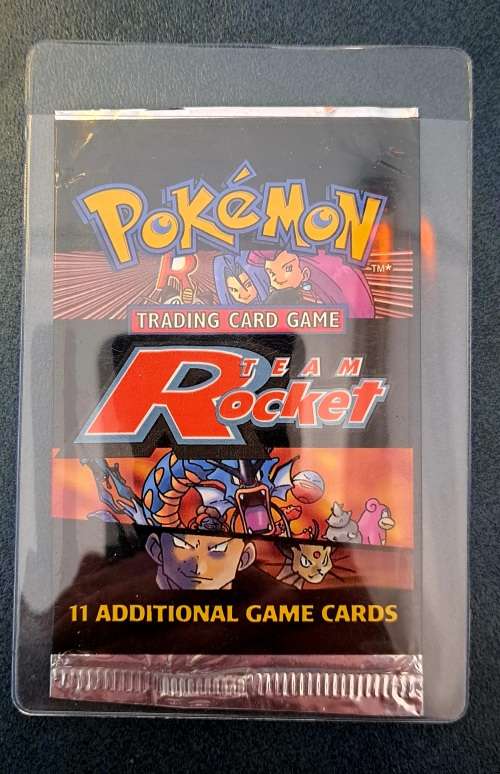 POKéMON
TM*
TRADING CARD GAME
TEAM
Rocket
11 ADDITIONAL GAME CARDS